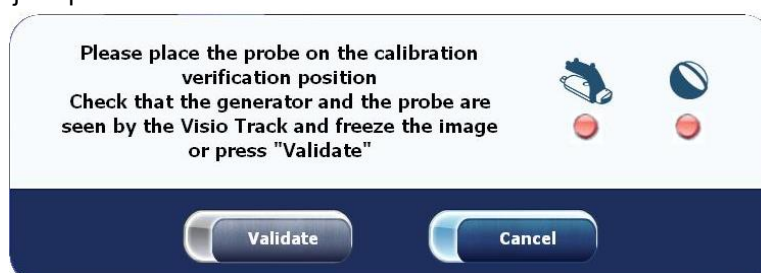 Please place the probe on the calibration
verification position
Check that the generator and the probe are
seen by the Visio Track and freeze the image
or press "Validate"
Validate
Cancel